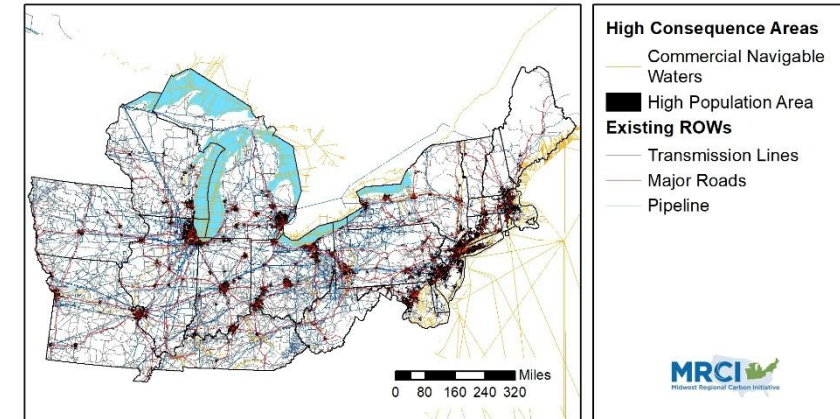 High Consequence Areas
Commercial Navigable
Waters
High Population Area
Existing ROWs
Transmission Lines
Major Roads
Pipeline
Miles
0 80 160 240 320
MRCI
Midwest Regional Carbon Initiative